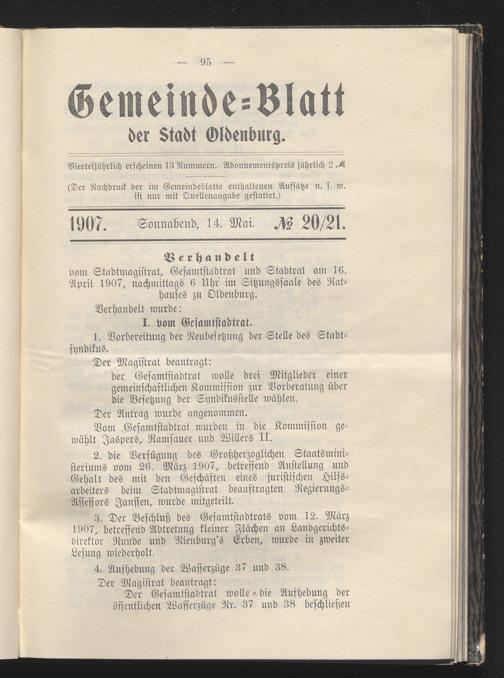 — 95 —
Gemeinde=Blatt
der Stadt Oldenburg.
Vierteljährlich erscheinen 13 Nummern. Abonnementspreis jährlich 2 ℳ
(Der Nachdruck der im Gemeindeblatte enthaltenen Aufsätze u. s. w.
ist nur mit Quellenangabe gestattet.)
1907. Sonnabend, 14. Mai. № 20/21.
Verhandelt
vom Stadtmagistrat, Gesamtstadtrat und Stadtrat am 16.
April 1907, nachmittags 6 Uhr im Sitzungssaale des Rat-
hauses zu Oldenburg.
Verhandelt wurde:
I. vom Gesamtstadtrat.
1. Vorbereitung der Neubesetzung der Stelle des Stadt-
syndikus.
Der Magistrat beantragt:
der Gesamtstadtrat wolle drei Mitglieder einer
gemeinschaftlichen Kommission zur Vorberatung über
die Besetzung der Syndikusstelle wählen.
Der Antrag wurde angenommen.
Vom Gesamtstadtrat wurden in die Kommission ge-
wählt Jaspers, Ramsauer und Willers II.
2. die Verfügung des Großherzoglichen Staatsmini-
steriums vom 26. März 1907, betreffend Anstellung und
Gehalt des mit den Geschäften eines juristischen Hilfs-
arbeiters beim Stadtmagistrat beauftragten Regierungs-
Assessors Janssen, wurde mitgeteilt.
3. Der Beschluß des Gesamtstadtrats vom 12. März
1907, betreffend Abtretung kleiner Flächen an Landgerichts-
direktor Runde und Nienburg's Erben, wurde in zweiter
Lesung wiederholt.
4. Aufhebung der Wasserzüge 37 und 38.
Der Magistrat beantragt:
Der Gesamtstadtrat wolle die Aufhebung der
öffentlichen Wasserzüge Nr. 37 und 38 beschließen